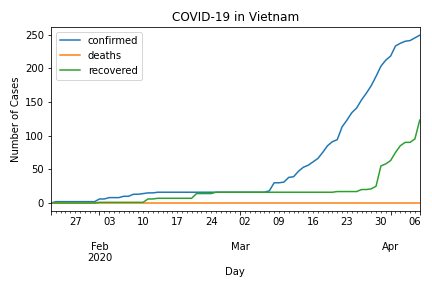 COVID-19 in Vietnam
confirmed
deaths
recovered
Number of Cases
250
200
150
100
50
0
27 03 10 17 24 02 09 16 23 30 06
Feb Mar Apr
2020
Day